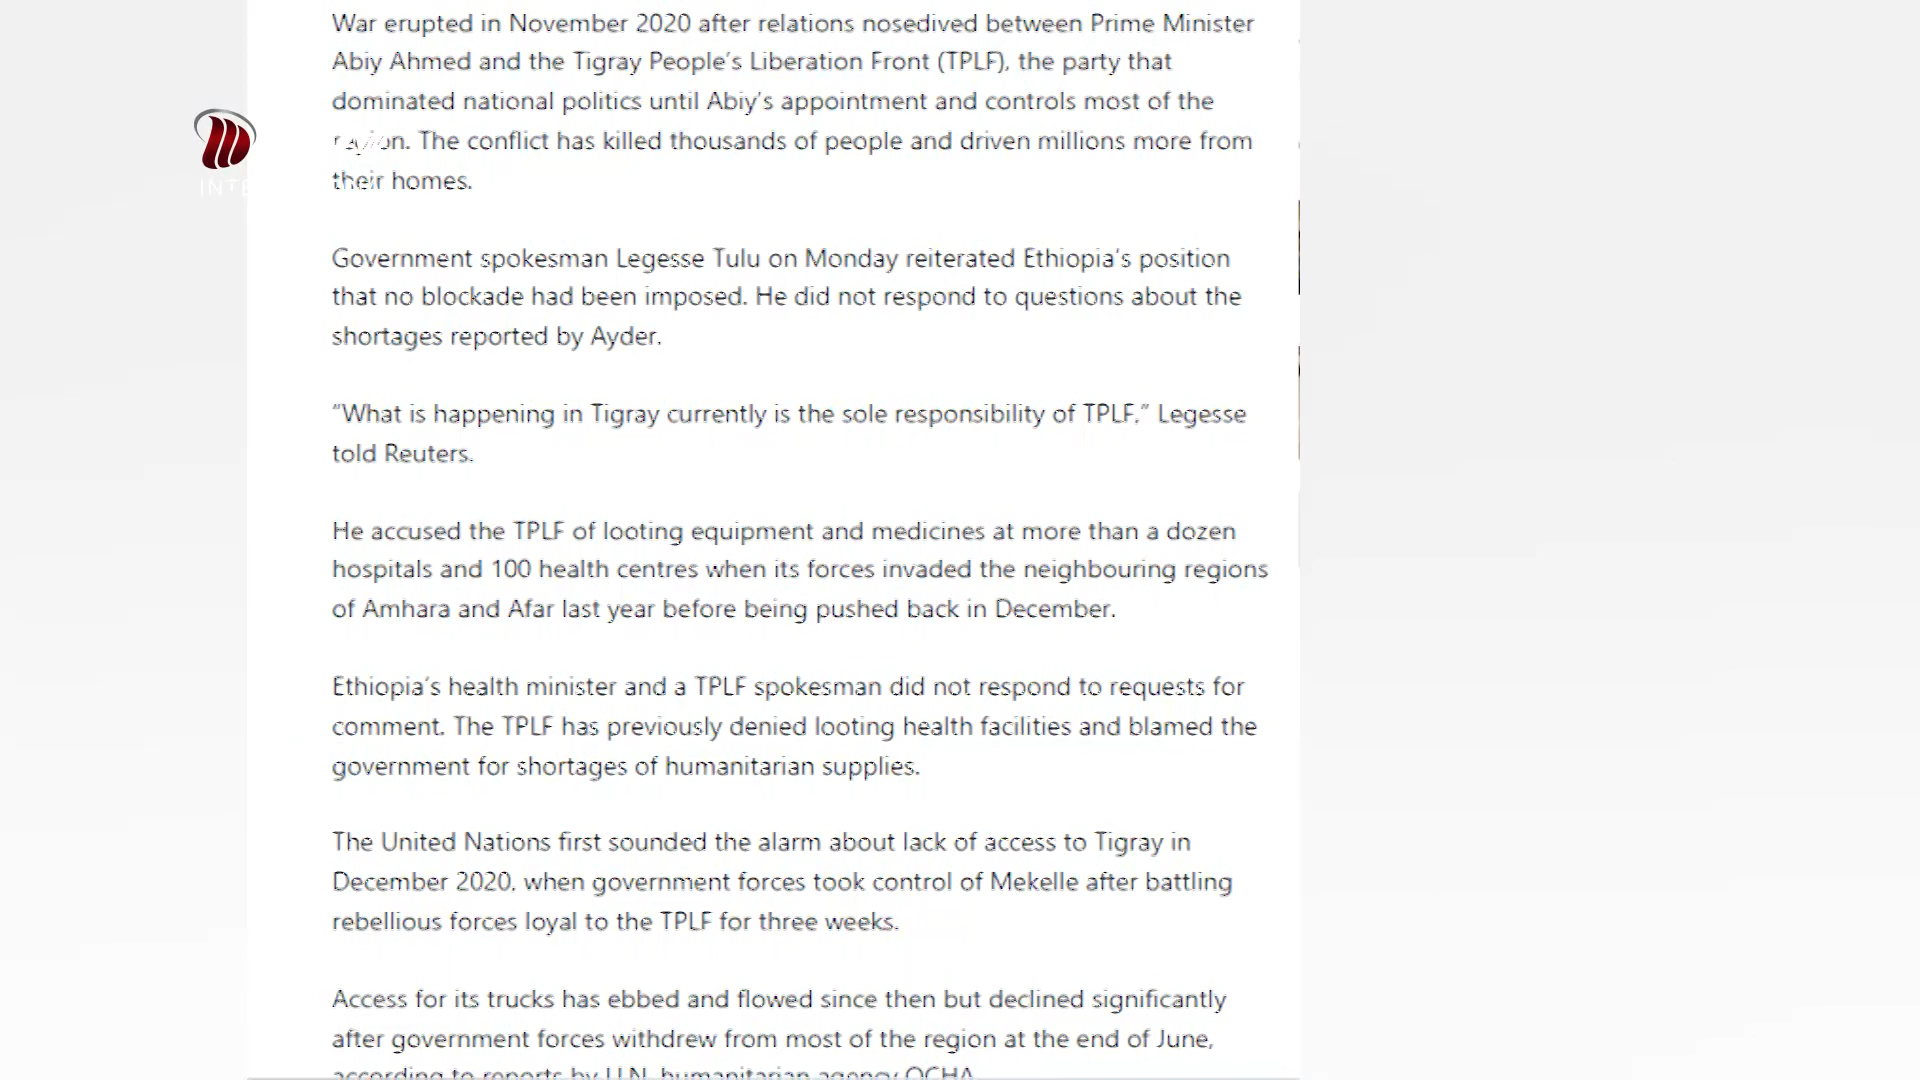 War erupted in November 2020 after relations nosedived between Prime Minister
Abiy Ahmed and the Tigray People's Liberation Front (TPLF), the party that
dominated national politics until Abiy's appointment and controls most of the
region. The conflict has killed thousands of people and driven millions more from
their homes.
INTE
Government spokesman Legesse Tulu on Monday reiterated Ethiopia's position
that no blockade had been imposed. He did not respond to questions about the
shortages reported by Ayder.
“What is happening in Tigray currently is the sole responsibility of TPLF,” Legesse
told Reuters.
He accused the TPLF of looting equipment and medicines at more than a dozen
hospitals and 100 health centres when its forces invaded the neighbouring regions
of Amhara and Afar last year before being pushed back in December.
Ethiopia's health minister and a TPLF spokesman did not respond to requests for
comment. The TPLF has previously denied looting health facilities and blamed the
government for shortages of humanitarian supplies.
The United Nations first sounded the alarm about lack of access to Tigray in
December 2020, when government forces took control of Mekelle after battling
rebellious forces loyal to the TPLF for three weeks.
Access for its trucks has ebbed and flowed since then but declined significantly
after government forces withdrew from most of the region at the end of June,
according to reports by U.N. humanitarian agency OCHA